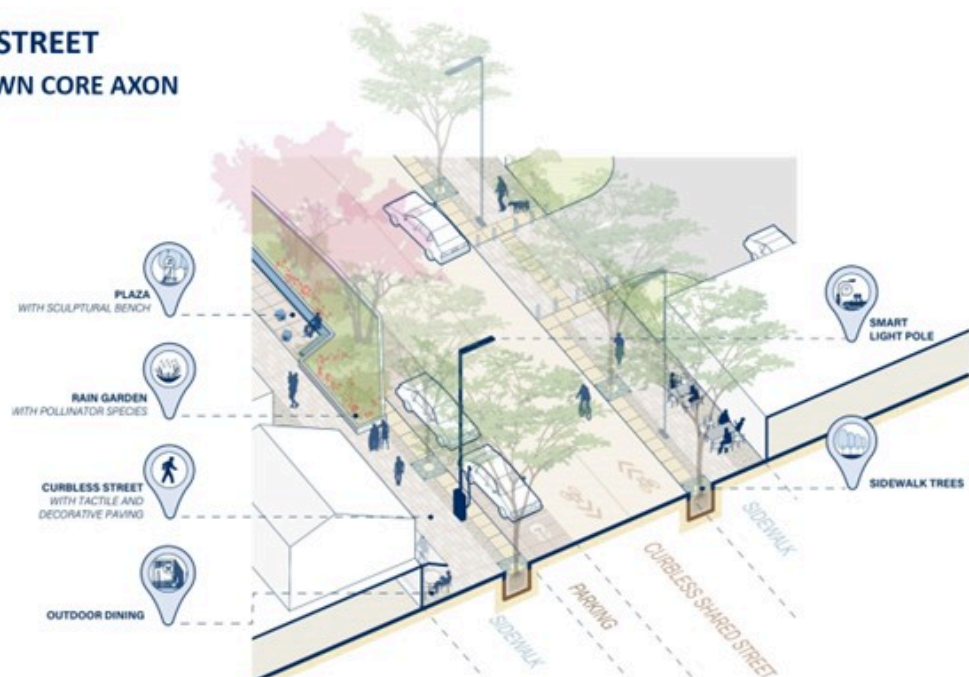 STREET
WN CORE AXON
PLAZA
WITH SCULPTURAL BENCH
RAIN GARDEN
WITH POLLINATOR SPECIES
CURBLESS STREET
WITH TACTILE AND
DECORATIVE PAVING
OUTDOOR DINING
SMART
LIGHT POLE
SIDEWALK TREES
SIDEWALK
PARKING
CURBLESS SHARED STREET
SIDEWALK